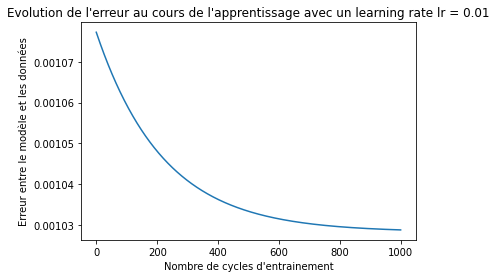 Evolution de l'erreur au cours de l'apprentissage avec un learning rate lr = 0.01
Erreur entre le modèle et les données
0.00107
0.00106
0.00105
0.00104
0.00103
0 200 400 600 800 1000
Nombre de cycles d'entrainement